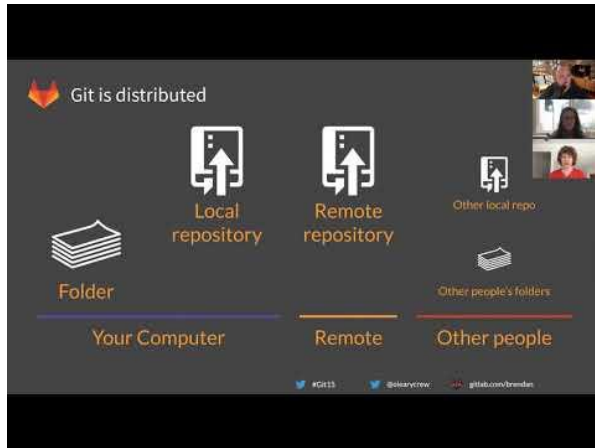 Git is distributed
Local
repository
Remote
repository
Other local repo
Folder
Other people's folders
Your Computer
Remote
Other people
#Git15
@olearycrew
gitlab.com/brendan